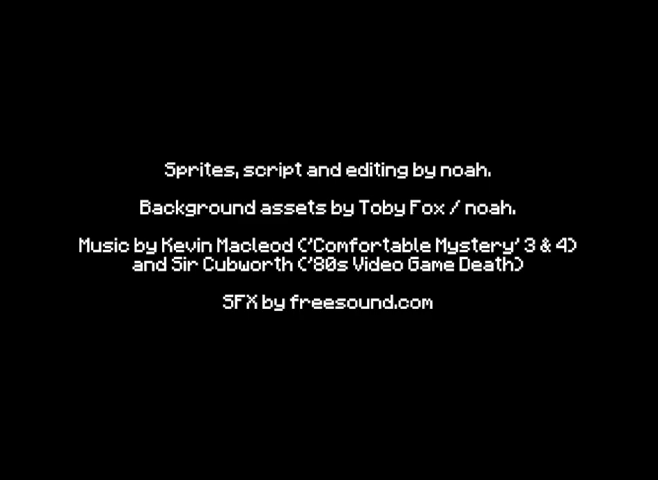 Sprites, script and editing by noah.
Background assets by Toby Fox / noah.
Music by Kevin Macleod ('Comfortable Mystery' 3 & 4)
and Sir Cubworth ('80s Video Game Death)
SFX by freesound.com